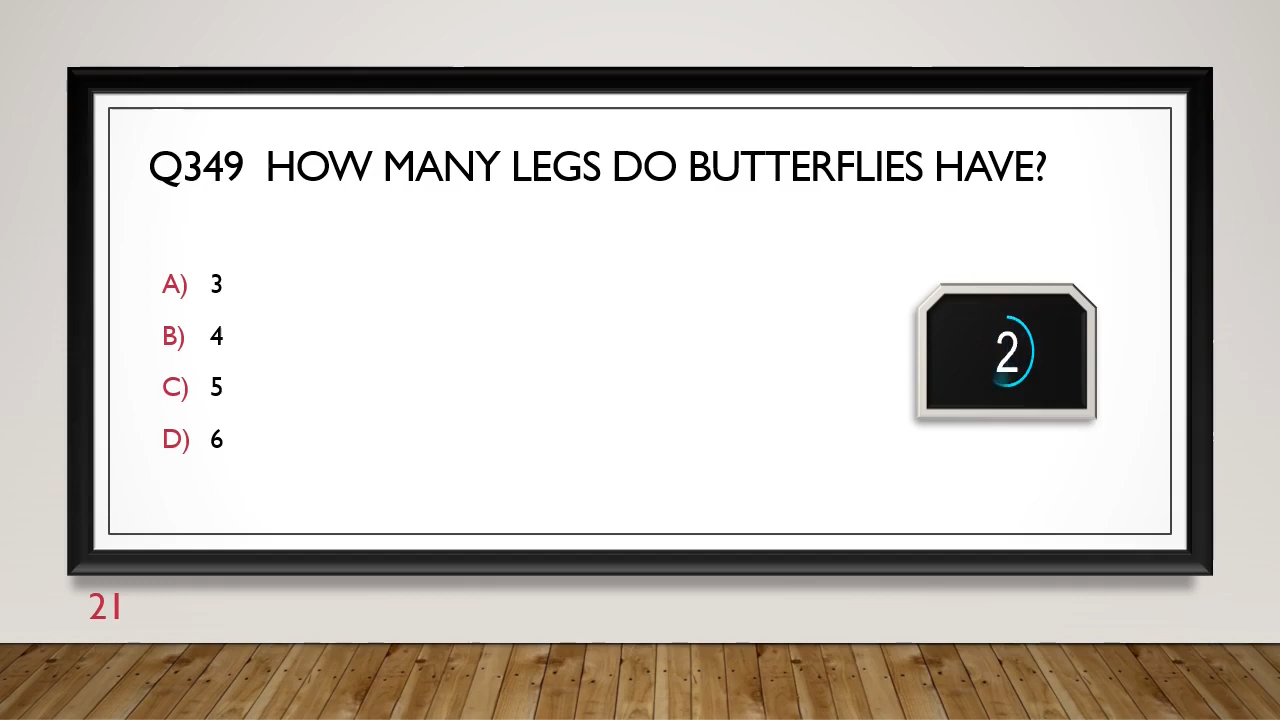 Q349 HOW MANY LEGS DO BUTTERFLIES HAVE?
A) 3
B) 4
C) 5
D) 6
2
21